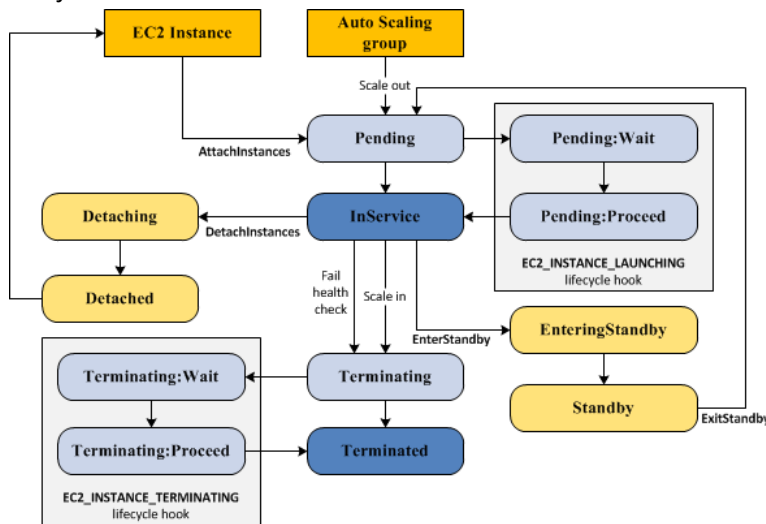 EC2 Instance
Auto Scaling
group
Scale out
Pending
AttachInstances
Pending:Wait
Pending:Proceed
EC2_INSTANCE_LAUNCHING
lifecycle hook
InService
DetachInstances
Detaching
Detached
Fail
health
check
Scale in
EnterStandby
EnteringStandby
Standby
ExitStandby
Terminating
Terminating:Wait
Terminating:Proceed
Terminated
EC2_INSTANCE_TERMINATING
lifecycle hook